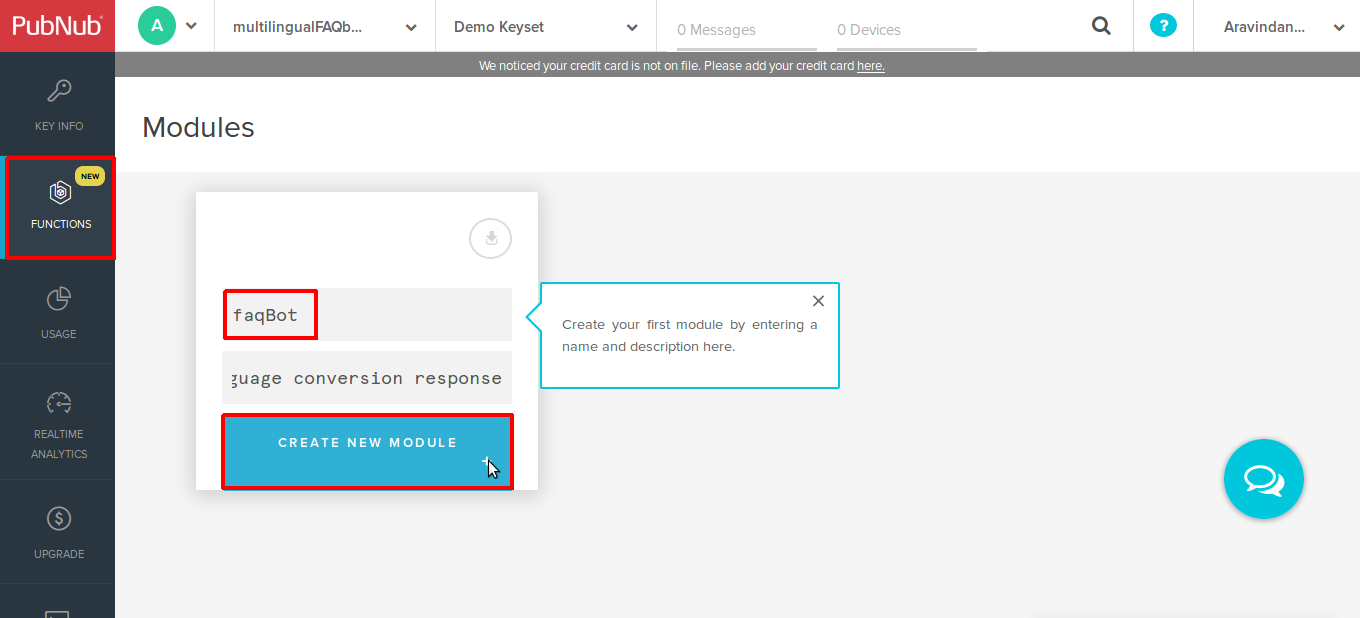 PubNub
A
multilingualFAQb...
Demo Keyset
0 Messages
0 Devices
?
Aravindan...
We noticed your credit card is not on file. Please add your credit card here.
KEY INFO
NEW
FUNCTIONS
USAGE
REALTIME
ANALYTICS
$
UPGRADE
Modules
faqBot
guage conversion response
CREATE NEW MODULE
+
Create your first module by entering a
name and description here.